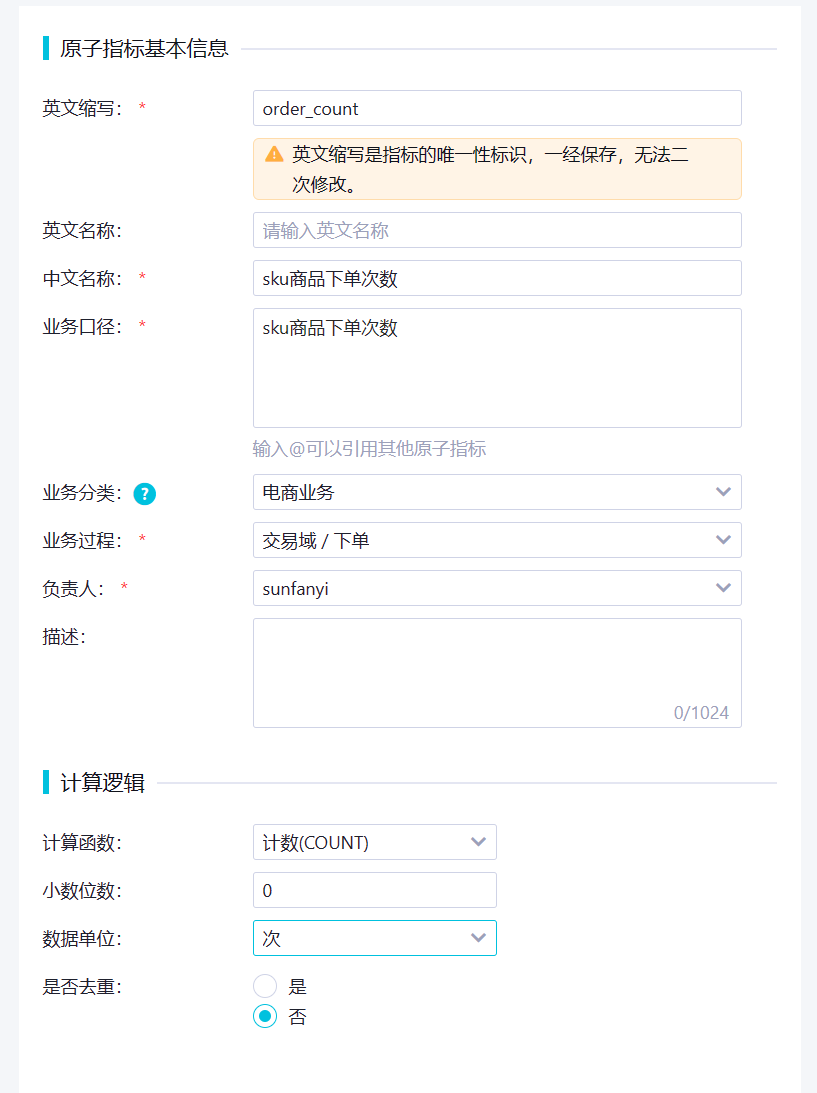 原子指标基本信息
英文缩写： * order_count
英文缩写是指标的唯一性标识，一经保存，无法二
次修改。
英文名称： 请输入英文名称
中文名称： * sku商品下单次数
业务口径： * sku商品下单次数
输入@可以引用其他原子指标
业务分类： ? 电商业务
业务过程： * 交易域 / 下单
负责人： * sunfanyi
描述：
0/1024
计算逻辑
计算函数： 计数(COUNT)
小数位数： 0
数据单位： 次
是否去重： 是
否